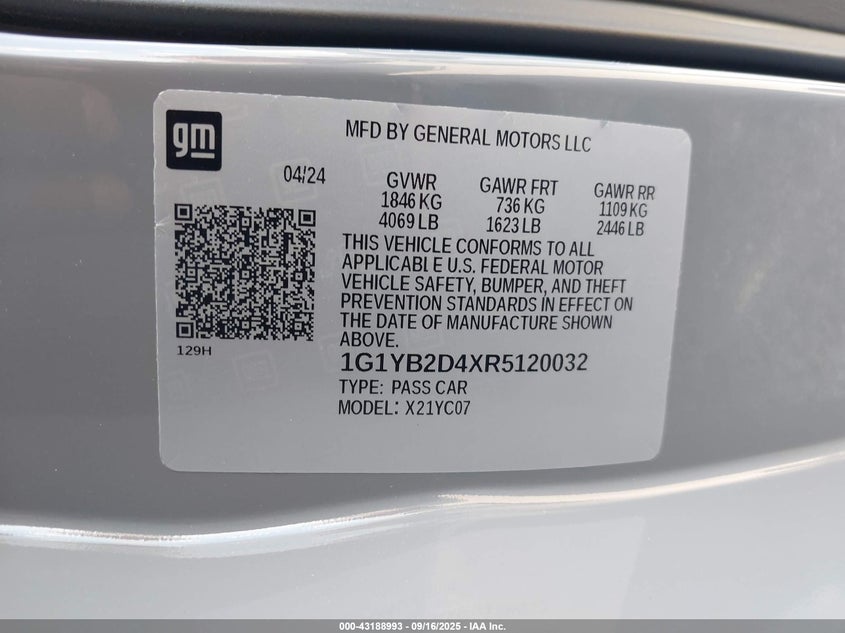 gm
MFD BY GENERAL MOTORS LLC
04/24
GVWR GAWR FRT GAWR RR
1846 KG 736 KG 1109 KG
4069 LB 1623 LB 2446 LB
THIS VEHICLE CONFORMS TO ALL
APPLICABLE U.S. FEDERAL MOTOR
VEHICLE SAFETY, BUMPER, AND THEFT
PREVENTION STANDARDS IN EFFECT ON
THE DATE OF MANUFACTURE SHOWN
ABOVE.
129H
1G1YB2D4XR5120032
TYPE: PASS CAR
MODEL: X21YC07
000-43188993 - 09/16/2025 - IAA Inc.